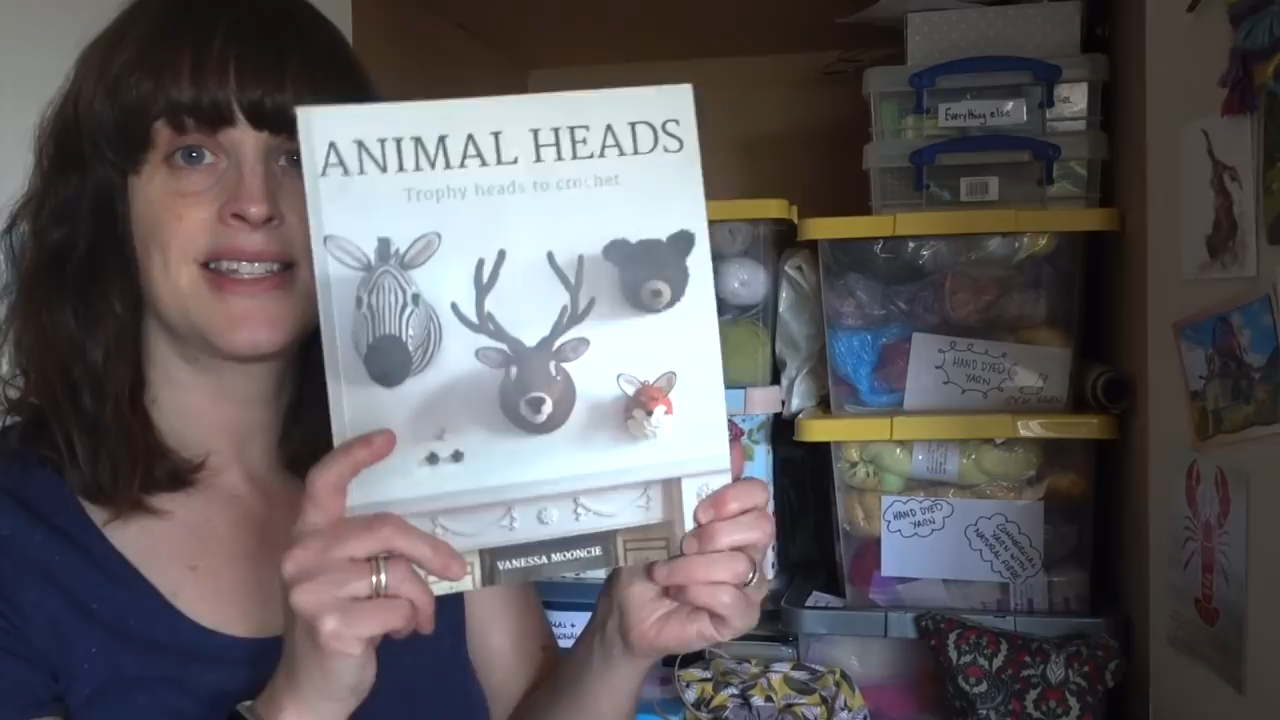 ANIMAL HEADS
Trophy heads to crochet
VANESSA MOONCIE
Everything else
HAND DYED
YARN
HAND DYED
YARN
COMMERCIAL
YARN WITH
NATURAL FIBRE